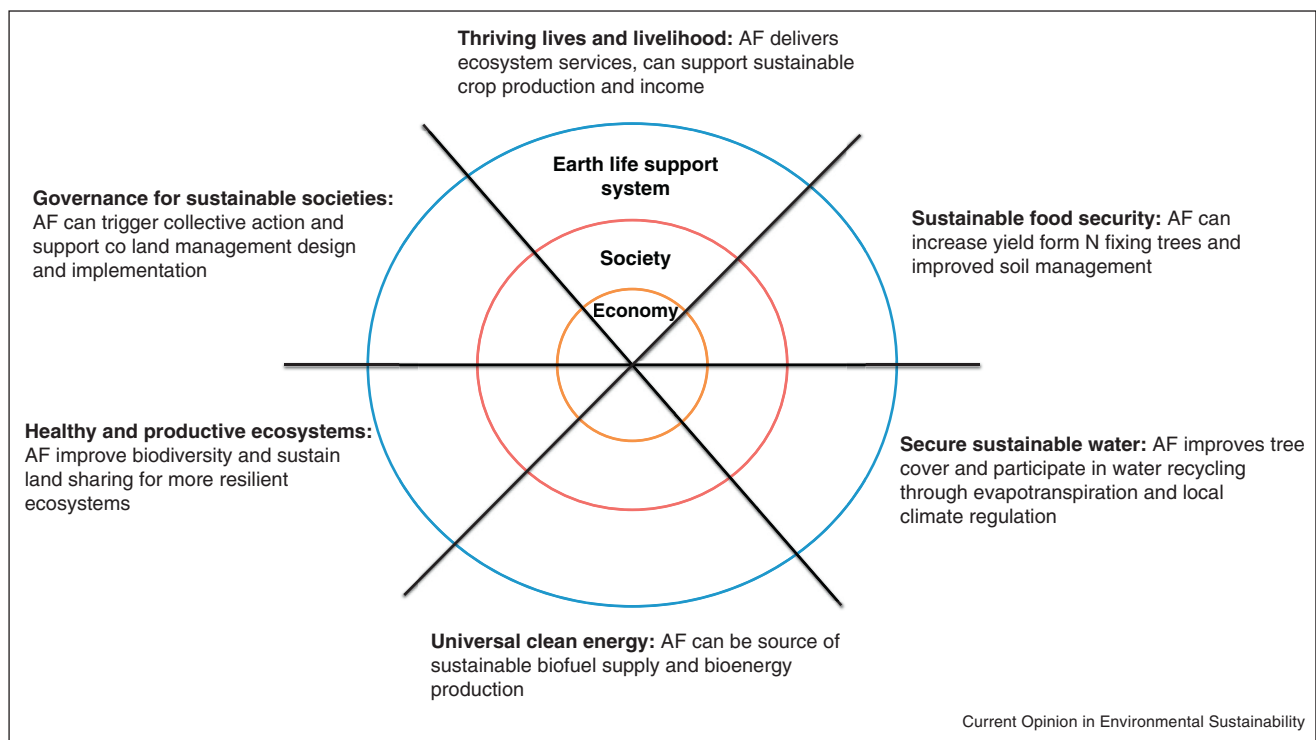 Thriving lives and livelihood: AF delivers
ecosystem services, can support sustainable
crop production and income
Earth life support
system
Society
Economy
Governance for sustainable societies:
AF can trigger collective action and
support co land management design
and implementation
Sustainable food security: AF can
increase yield form N fixing trees and
improved soil management
Healthy and productive ecosystems:
AF improve biodiversity and sustain
land sharing for more resilient
ecosystems
Secure sustainable water: AF improves tree
cover and participate in water recycling
through evapotranspiration and local
climate regulation
Universal clean energy: AF can be source of
sustainable biofuel supply and bioenergy
production
Current Opinion in Environmental Sustainability